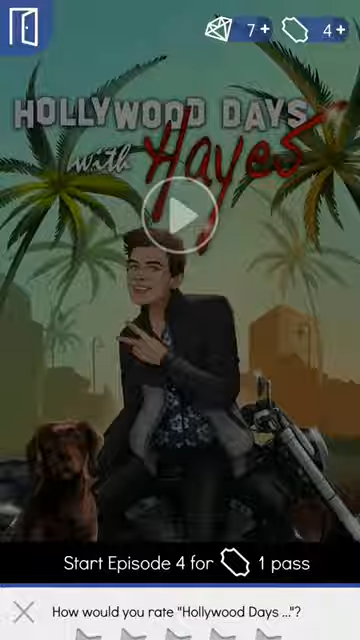 7+ 4+
HOLLYWOOD DAYS
with Hayes
Start Episode 4 for 1 pass
How would you rate "Hollywood Days ..."?